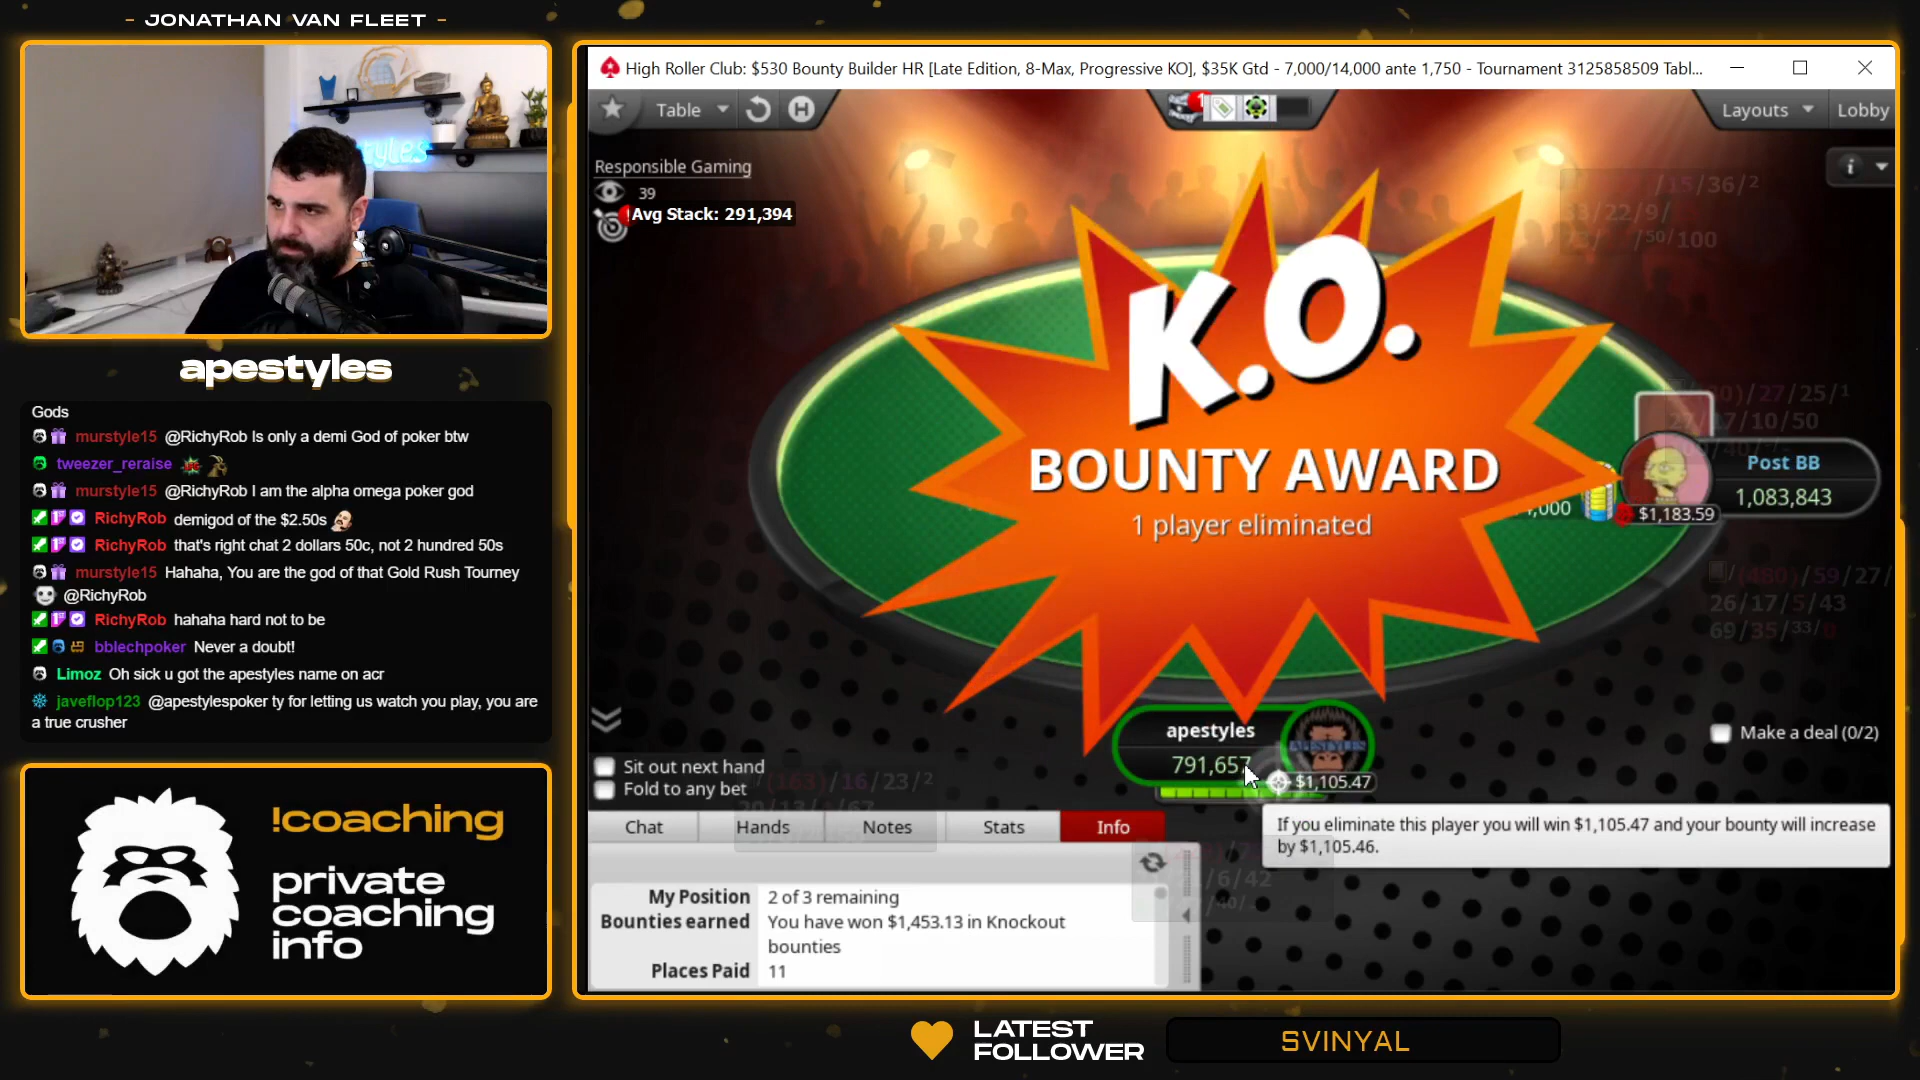 - JONATHAN VAN FLEET -
apestyles
Gods
murstyle15 @RichyRob Is only a demi God of poker btw
tweezer_reraise
murstyle15 @RichyRob I am the alpha omega poker god
RichyRob demigod of the $2.50s
RichyRob that's right chat 2 dollars 50c, not 2 hundred 50s
murstyle15 Hahaha, You are the god of that Gold Rush Tourney
@RichyRob
RichyRob hahaha hard not to be
bblechpoker Never a doubt!
Limoz Oh sick u got the apestyles name on acr
javeflop123 @apestylespoker ty for letting us watch you play, you are
a true crusher
!coaching
private
coaching
info
High Roller Club: $530 Bounty Builder HR [Late Edition, 8-Max, Progressive KO], $35K Gtd - 7,000/14,000 ante 1,750 - Tournament 3125858509 Tabl...
Table
Layouts
Lobby
Responsible Gaming
39
Avg Stack: 291,394
K.O.
BOUNTY AWARD
1 player eliminated
Post BB
1,083,843
$1,183.59
apestyles
791,657
$1,105.47
Make a deal (0/2)
If you eliminate this player you will win $1,105.47 and your bounty will increase
by $1,105.46.
Sit out next hand
Fold to any bet
Chat
Hands
Notes
Stats
Info
My Position 2 of 3 remaining
Bounties earned You have won $1,453.13 in Knockout
bounties
Places Paid 11
LATEST
FOLLOWER
SVINYAL